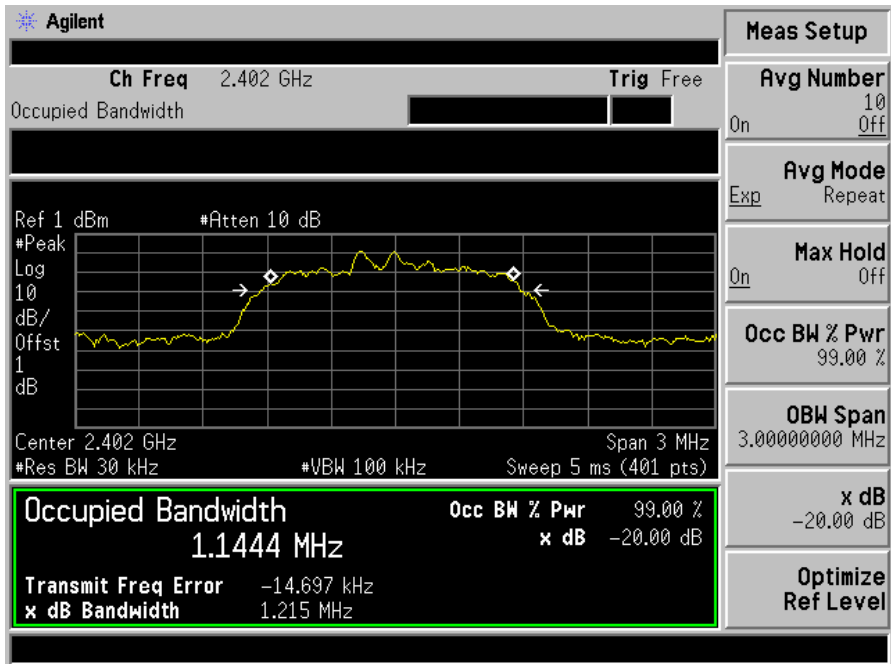 Agilent
Ch Freq 2.402 GHz Trig Free
Occupied Bandwidth
Ref 1 dBm #Atten 10 dB
#Peak
Log
10
dB/
Offst
1
dB
Center 2.402 GHz Span 3 MHz
#Res BW 30 kHz #VBW 100 kHz Sweep 5 ms (401 pts)
Occupied Bandwidth Occ BW % Pwr 99.00 %
1.1444 MHz x dB -20.00 dB
Transmit Freq Error -14.697 kHz
x dB Bandwidth 1.215 MHz
Meas Setup
Avg Number
10
On Off
Avg Mode
Exp Repeat
Max Hold
On Off
Occ BW % Pwr
99.00 %
OBW Span
3.00000000 MHz
x dB
-20.00 dB
Optimize
Ref Level